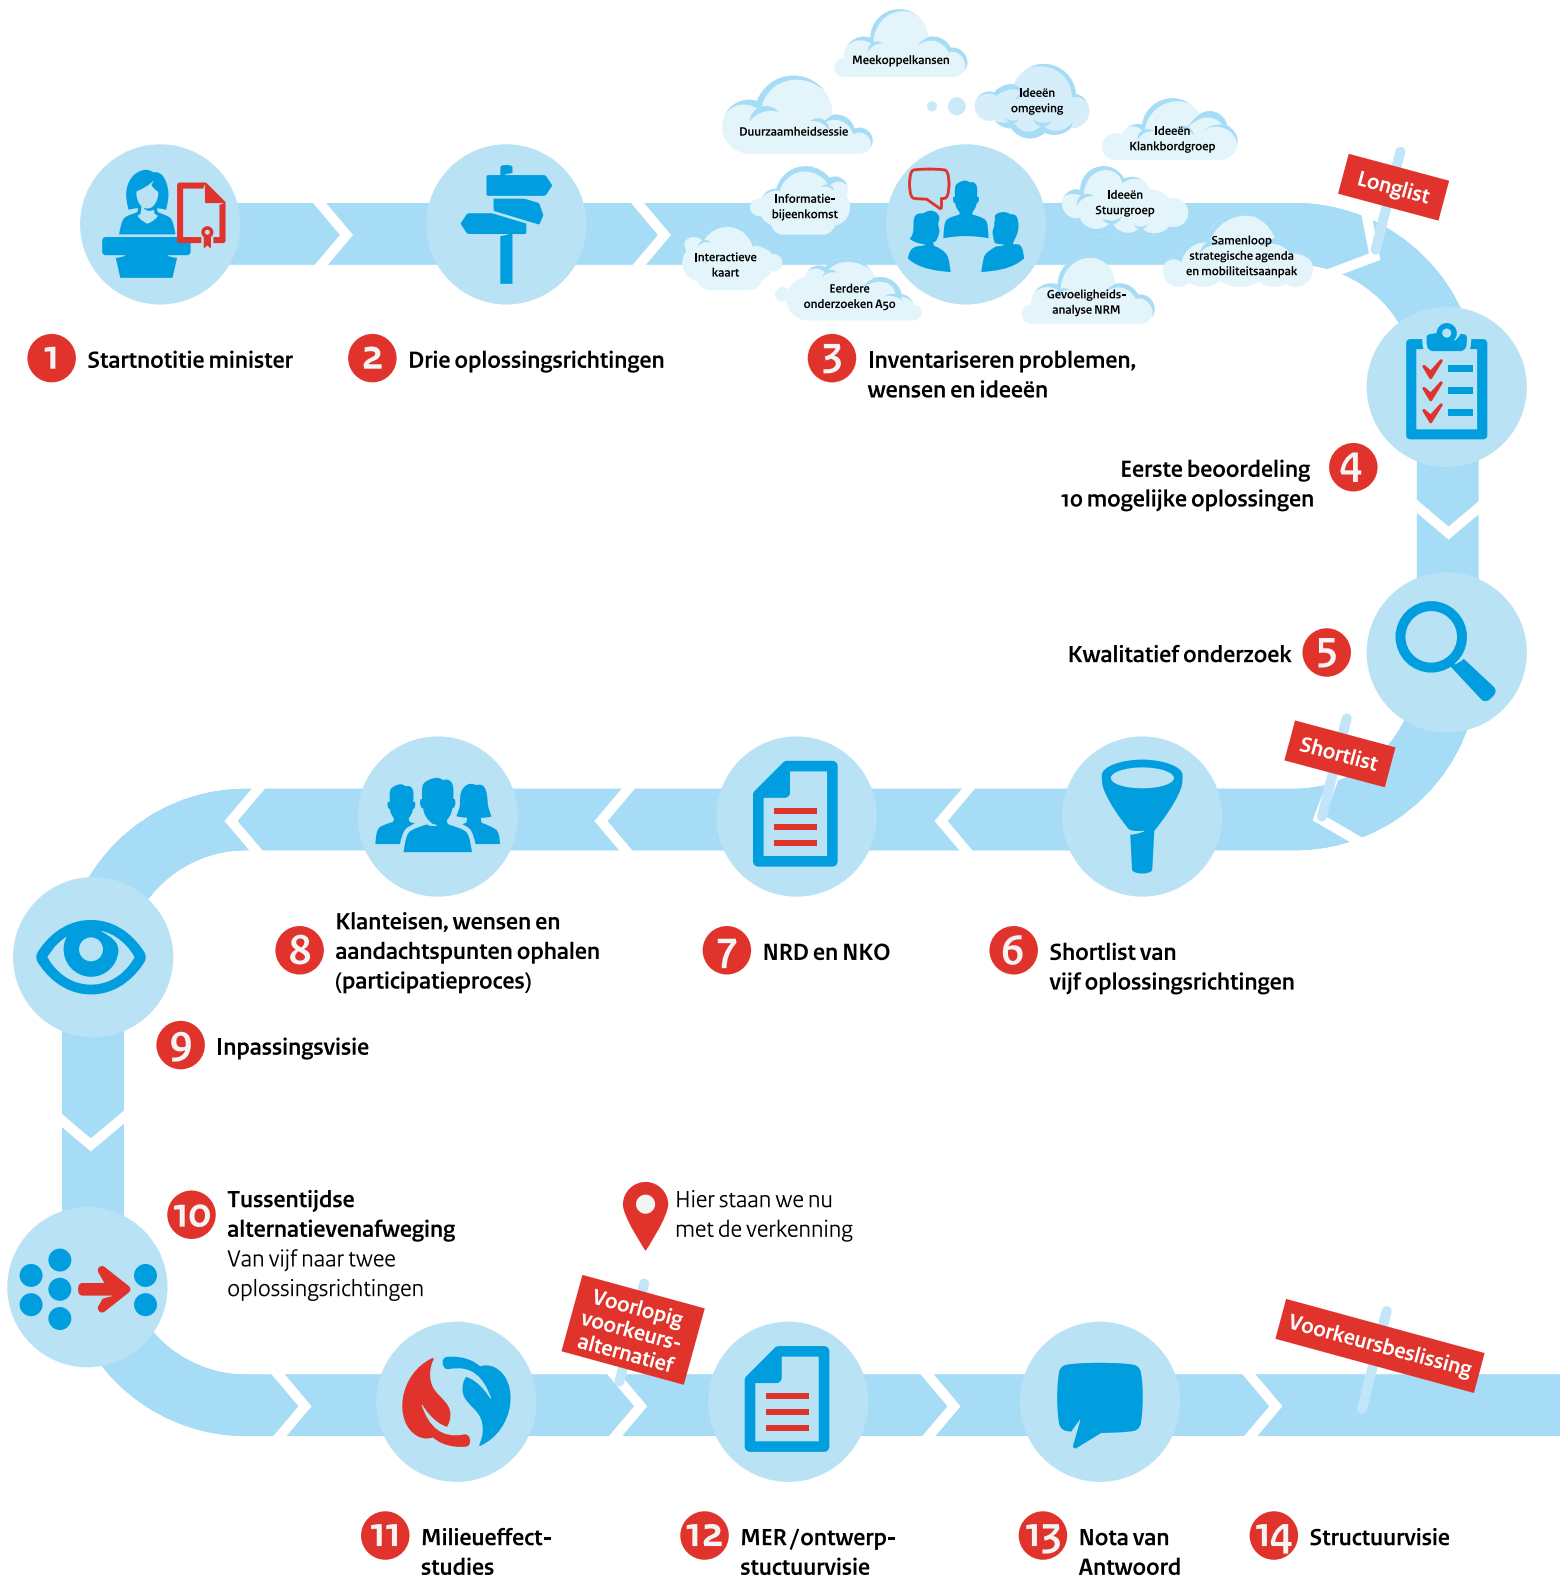 Meekoppelkansen
Ideeën
omgeving
Duurzaamheidsessie
Ideeën
Klankbordgroep
Informatie-
bijeenkomst
Ideeën
Stuurgroep
Longlist
Interactieve
kaart
Samenloop
strategische agenda
en mobiliteitsaanpak
Eerdere
onderzoeken A50
Gevoeligheids-
analyse NRM
1 Startnotitie minister
2 Drie oplossingsrichtingen
3 Inventariseren problemen,
wensen en ideeën
Eerste beoordeling 4
10 mogelijke oplossingen
Kwalitatief onderzoek 5
Shortlist
6 Shortlist van
vijf oplossingsrichtingen
7 NRD en NKO
8 Klanteisen, wensen en
aandachtspunten ophalen
(participatieproces)
9 Inpassingsvisie
10 Tussentijdse
alternatievenafweging
Van vijf naar twee
oplossingsrichtingen
Hier staan we nu
met de verkenning
Voorlopig
voorkeurs-
alternatief
Voorkeursbeslissing
11 Milieueffect-
studies
12 MER/ontwerp-
stuctuurvisie
13 Nota van
Antwoord
14 Structuurvisie